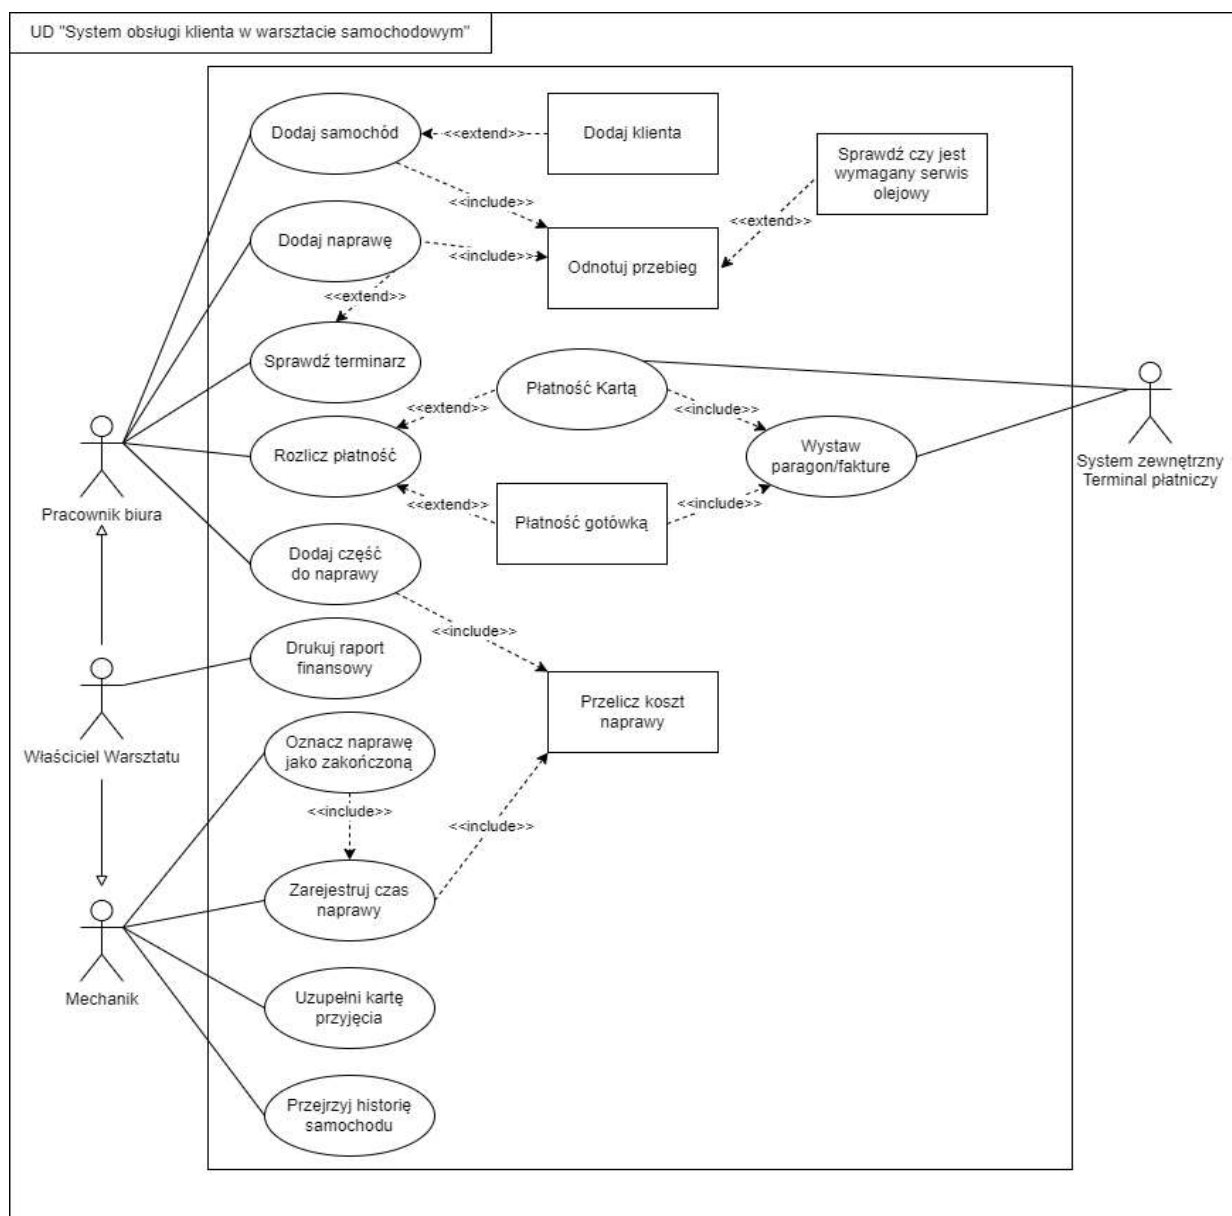 UD "System obsługi klienta w warsztacie samochodowym"
Dodaj samochód
<<extend>>
Dodaj klienta
Sprawdź czy jest
wymagany serwis
olejowy
<<include>>
<<extend>>
Dodaj naprawę
<<include>>
Odnotuj przebieg
<<extend>>
Sprawdź terminarz
Płatność Kartą
<<extend>>
<<include>>
Rozlicz płatność
Wystaw
paragon/fakture
System zewnętrzny
Terminal płatniczy
<<extend>>
Płatność gotówką
<<include>>
Pracownik biura
Dodaj część
do naprawy
<<include>>
Drukuj raport
finansowy
Przelicz koszt
naprawy
Właściciel Warsztatu
Oznacz naprawę
jako zakończoną
<<include>>
<<include>>
Zarejestruj czas
naprawy
Mechanik
Uzupełni kartę
przyjęcia
Przejrzyj historię
samochodu